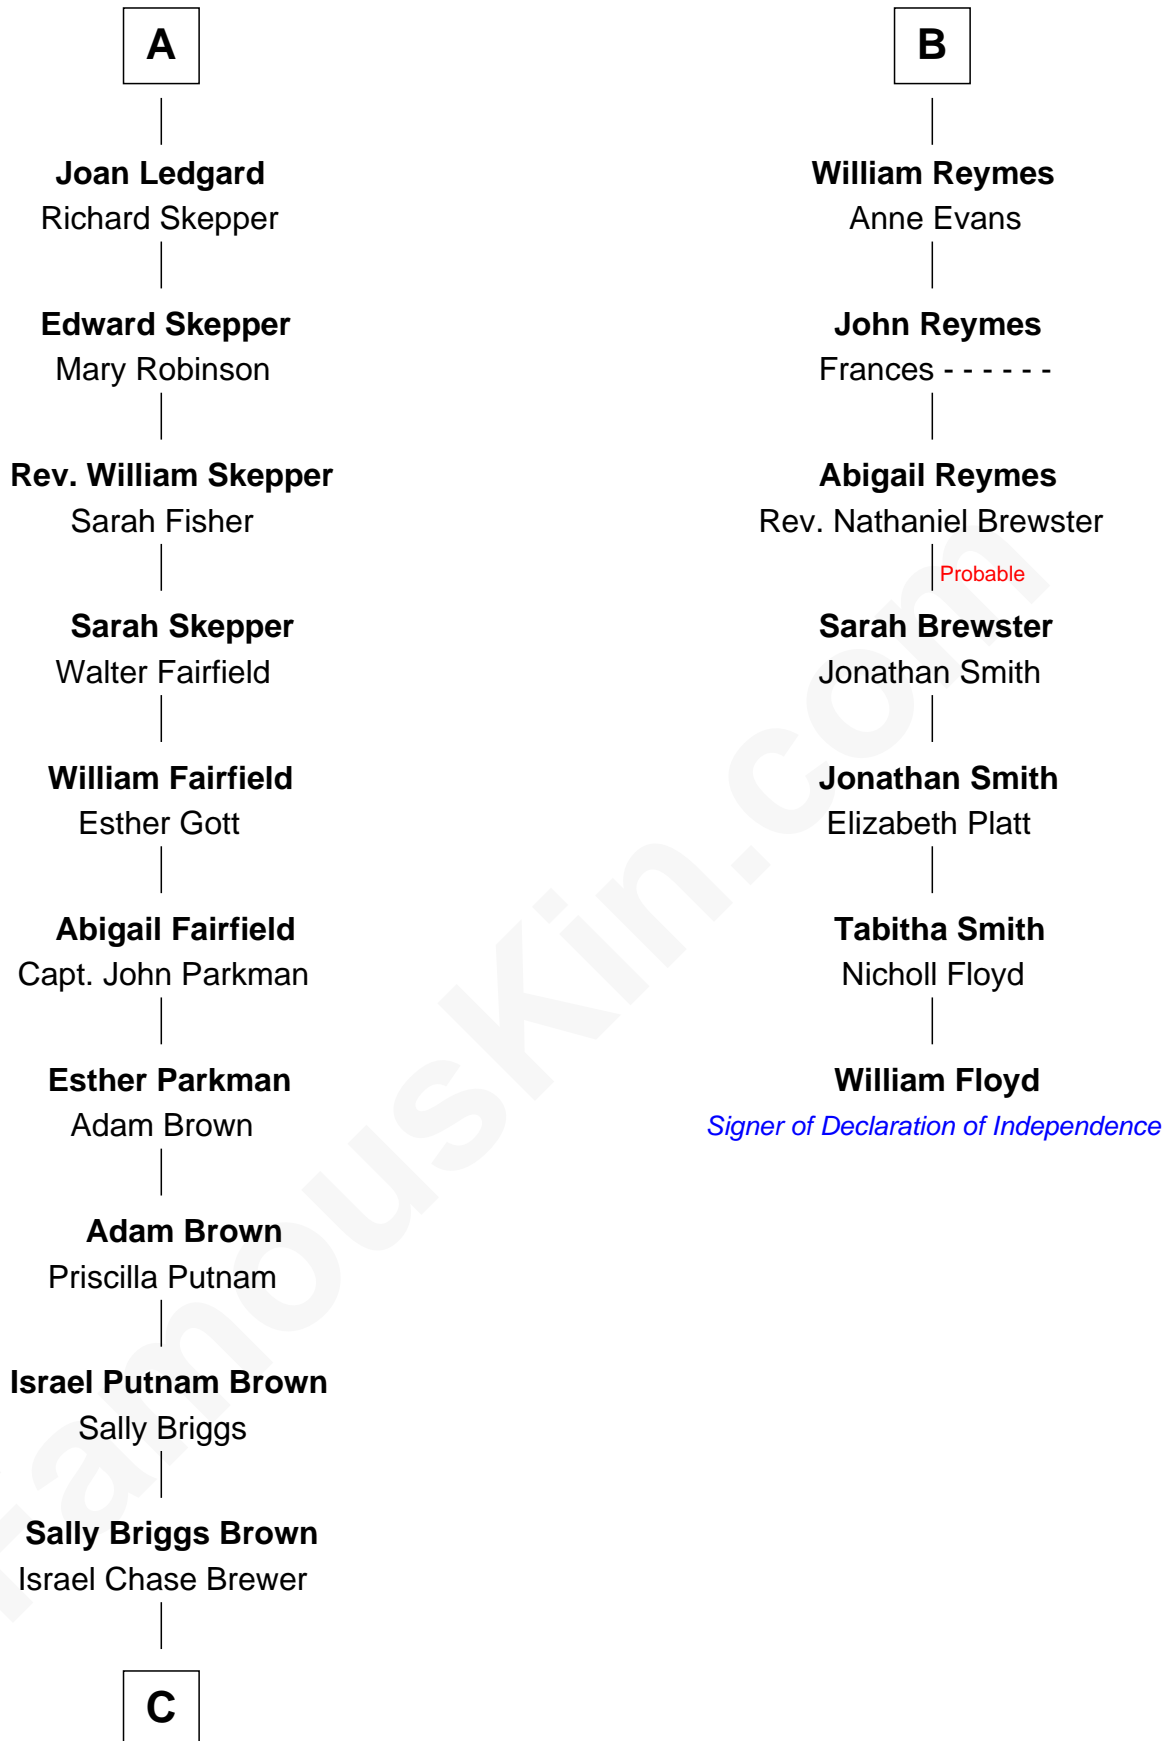 A
Joan Ledgard
Richard Skepper
Edward Skepper
Mary Robinson
Rev. William Skepper
Sarah Fisher
Sarah Skepper
Walter Fairfield
William Fairfield
Esther Gott
Abigail Fairfield
Capt. John Parkman
Esther Parkman
Adam Brown
Adam Brown
Priscilla Putnam
Israel Putnam Brown
Sally Briggs
Sally Briggs Brown
Israel Chase Brewer
C
B
William Reymes
Anne Evans
John Reymes
Frances - - - - - -
Abigail Reymes
Rev. Nathaniel Brewster
Probable
Sarah Brewster
Jonathan Smith
Jonathan Smith
Elizabeth Platt
Tabitha Smith
Nicholl Floyd
William Floyd
Signer of Declaration of Independence
FamousKin.com